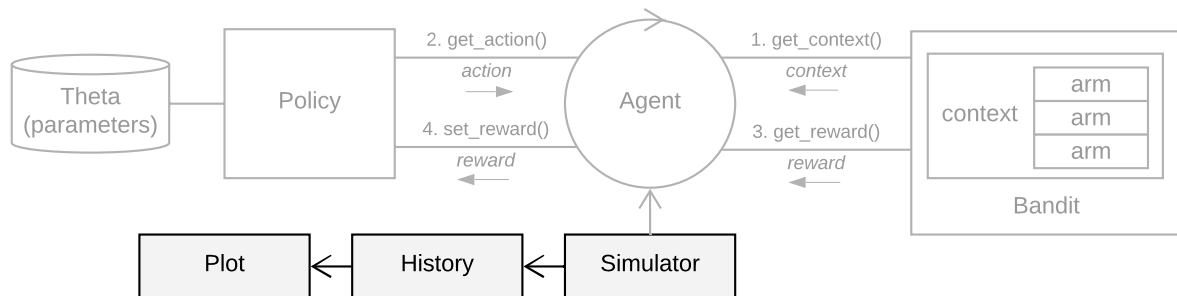 2. get_action()
1. get_context()
action
context
Theta
(parameters)
Policy
Agent
context
arm
arm
arm
4. set_reward()
3. get_reward()
reward
reward
Bandit
Plot
History
Simulator